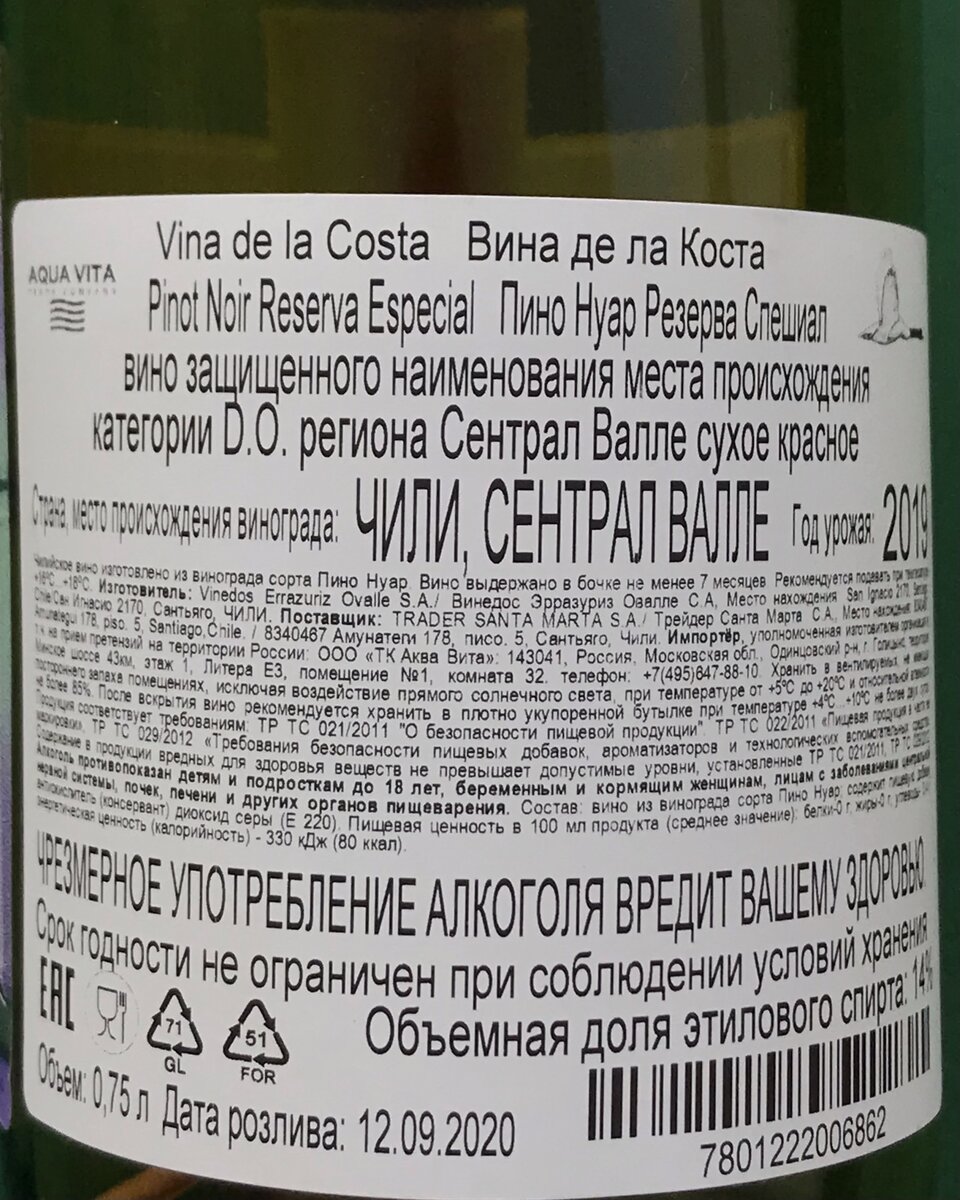 Vina de la Costa Вина де ла Коста
AQUA VITA
Pinot Noir Reserva Especial Пино Нуар Резерва Спешиал
вино защищенного наименования места происхождения
категории D.O. региона Сентрал Валле сухое красное
Страна, место происхождения винограда: ЧИЛИ, СЕНТРАЛ ВАЛЛЕ Год урожая: 2019
Чилийское вино изготовлено из винограда сорта Пино Нуар. Вино выдержано в бочке не менее 7 месяцев. Рекомендуется подавать при температуре
+16°С...+18°С. Изготовитель: Vinedos Errazuriz Ovalle S.A./ Винедос Эрразуриз Овалле С.А, Место нахождения: San Ignacio 2170, Santiago,
Chile Сан Игнасио 2170, Сантьяго, ЧИЛИ. Поставщик: TRADER SANTA MARTA S.A./ Трейдер Санта Марта С.А, Место нахождения:
Amunategui 178, piso. 5, Santiago,Chile. / 8340467 Амунатеги 178, писо. 5, Сантьяго, Чили. Импортёр, уполномоченная изготовителем организация
на прием претензий на территории России: ООО «ТК Аква Вита»: 143041, Россия, Московская обл., Одинцовский р-н, г. Голицыно, территория
Минское шоссе 43км, этаж 1, Литера Е3, помещение №1, комната 32. телефон: +7(495)647-88-10. Хранить в вентилируемых, не имеющих
постороннего запаха помещениях, исключая воздействие прямого солнечного света, при температуре от +5°С до +20°С и относительной влажности
не более 85%. После вскрытия вино рекомендуется хранить в плотно укупоренной бутылке при температуре +4°С...+10°С не более двух суток.
Продукция соответствует требованиям: ТР ТС 021/2011 "О безопасности пищевой продукции". ТР ТС 022/2011 «Пищевая продукция в части ее
маркировки». ТР ТС 029/2012 «Требования безопасности пищевых добавок, ароматизаторов и технологических вспомогательных средств.
Содержание в продукции вредных для здоровья веществ не превышает допустимые уровни, установленные ТР ТС 021/2011, ТР ТС
Алкоголь противопоказан детям и подросткам до 18 лет, беременным и кормящим женщинам, лицам с заболеваниями центральной
нервной системы, почек, печени и других органов пищеварения. Состав: вино из винограда сорта Пино Нуар; содержит пищевую добавку
антиокислитель (консервант) диоксид серы (Е 220). Пищевая ценность в 100 мл продукта (среднее значение): белки-0 г, жиры-0 г, углеводы
энергетическая ценность (калорийность) - 330 кДж (80 ккал).
ЧРЕЗМЕРНОЕ УПОТРЕБЛЕНИЕ АЛКОГОЛЯ ВРЕДИТ ВАШЕМУ ЗДОРОВЬЮ.
Срок годности не ограничен при соблюдении условий хранения
EAC 71 GL 51 FOR Объемная доля этилового спирта: 14%
Объем: 0,75 л Дата розлива: 12.09.2020
7801222006862